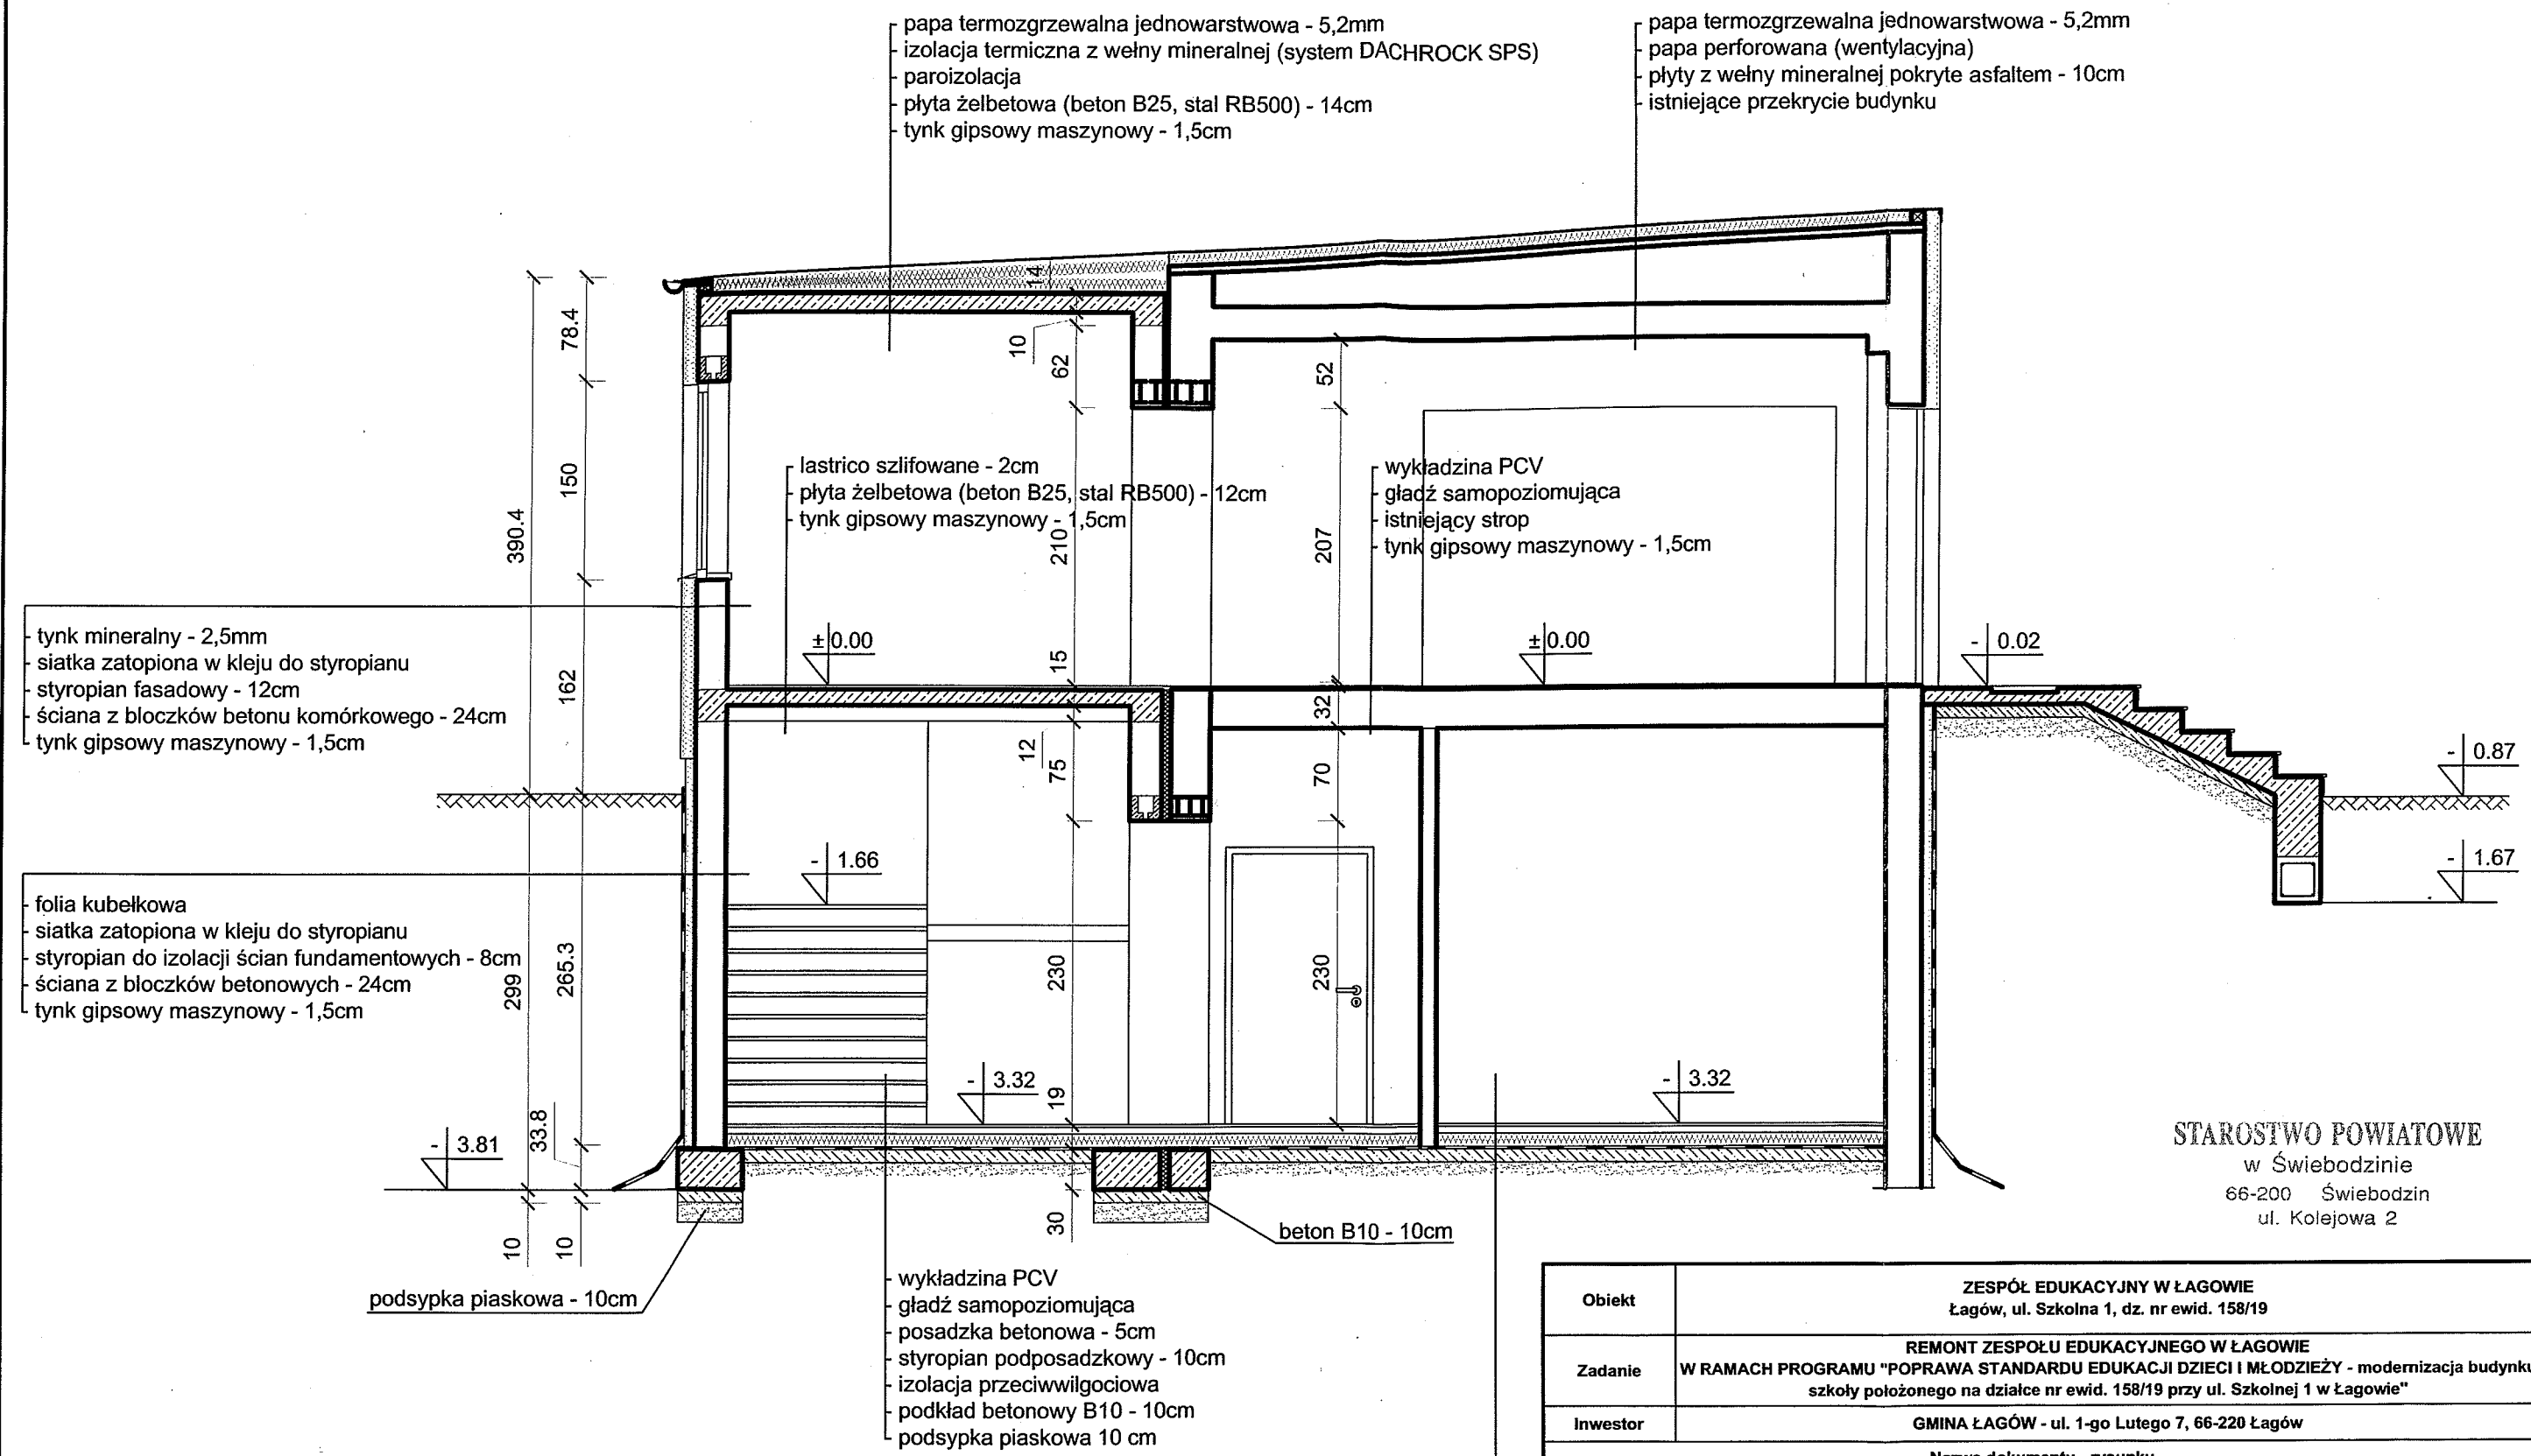 papa termozgrzewalna jednowarstwowa - 5,2mm
izolacja termiczna z wełny mineralnej (system DACHROCK SPS)
paroizolacja
płyta żelbetowa (beton B25, stal RB500) - 14cm
tynk gipsowy maszynowy - 1,5cm
papa termozgrzewalna jednowarstwowa - 5,2mm
papa perforowana (wentylacyjna)
płyty z wełny mineralnej pokryte asfaltem - 10cm
istniejące przekrycie budynku
14
78.4
10
62
52
150
390.4
lastrico szlifowane - 2cm
płyta żelbetowa (beton B25, stal RB500) - 12cm
tynk gipsowy maszynowy - 1,5cm
210
207
wykładzina PCV
gładź samopoziomująca
istniejący strop
tynk gipsowy maszynowy - 1,5cm
tynk mineralny - 2,5mm
siatka zatopiona w kleju do styropianu
styropian fasadowy - 12cm
ściana z bloczków betonu komórkowego - 24cm
tynk gipsowy maszynowy - 1,5cm
162
±0.00
15
±0.00
- 0.02
32
12
75
70
- 0.87
- 1.66
- 1.67
folia kubełkowa
siatka zatopiona w kleju do styropianu
styropian do izolacji ścian fundamentowych - 8cm
ściana z bloczków betonowych - 24cm
tynk gipsowy maszynowy - 1,5cm
299
265.3
230
230
- 3.32
19
- 3.32
- 3.81
33.8
10
10
30
podsypka piaskowa - 10cm
beton B10 - 10cm
wykładzina PCV
gładź samopoziomująca
posadzka betonowa - 5cm
styropian podposadzkowy - 10cm
izolacja przeciwwilgociowa
podkład betonowy B10 - 10cm
podsypka piaskowa 10 cm
STAROSTWO POWIATOWE
w Świebodzinie
66-200 Świebodzin
ul. Kolejowa 2
Obiekt
ZESPÓŁ EDUKACYJNY W ŁAGOWIE
Łagów, ul. Szkolna 1, dz. nr ewid. 158/19
Zadanie
REMONT ZESPOŁU EDUKACYJNEGO W ŁAGOWIE
W RAMACH PROGRAMU "POPRAWA STANDARDU EDUKACJI DZIECI I MŁODZIEŻY - modernizacja budynku
szkoły położonego na działce nr ewid. 158/19 przy ul. Szkolnej 1 w Łagowie"
Inwestor
GMINA ŁAGÓW - ul. 1-go Lutego 7, 66-220 Łagów